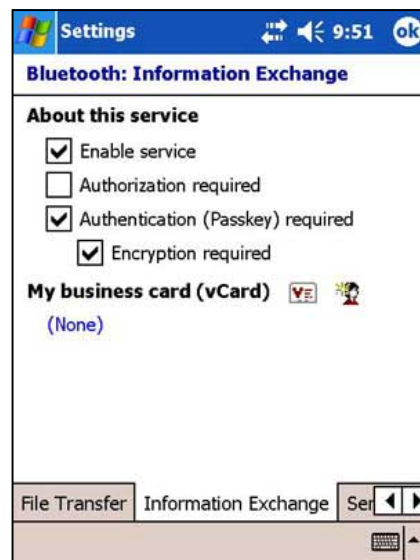 Settings 9:51 ok
Bluetooth: Information Exchange
About this service
Enable service
Authorization required
Authentication (Passkey) required
Encryption required
My business card (vCard)
(None)
File Transfer Information Exchange Ser